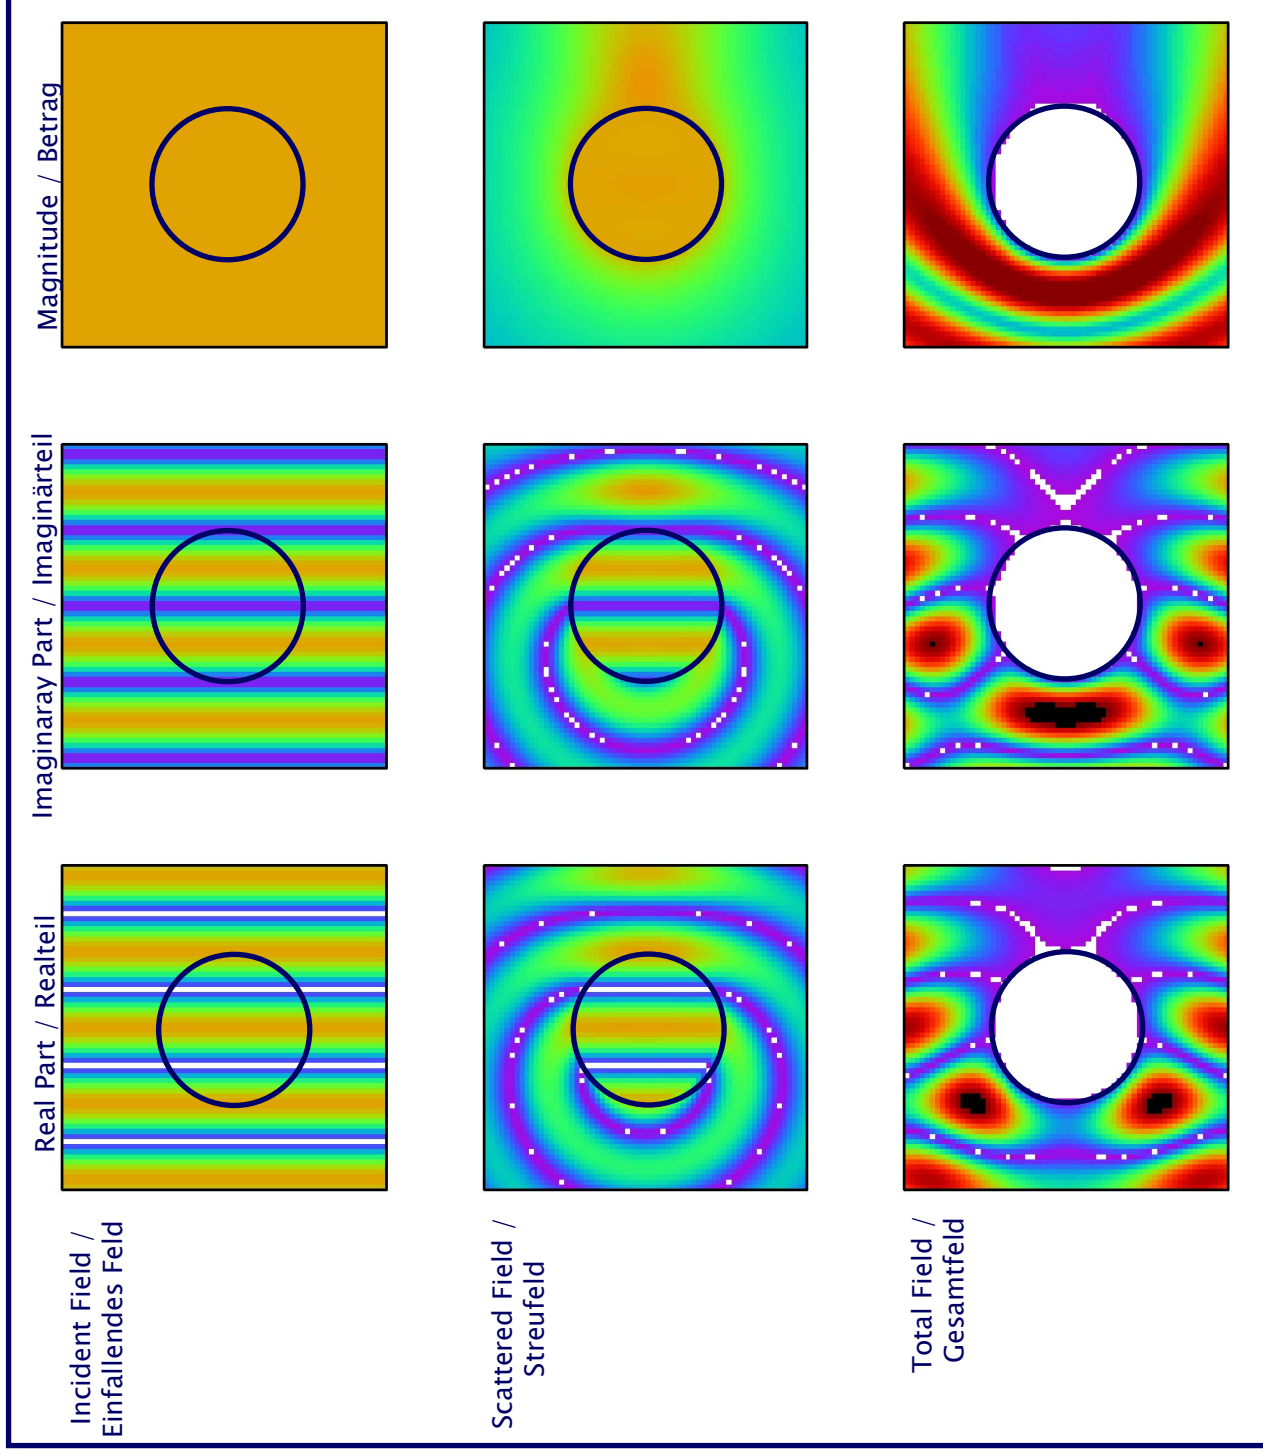 Real Part / Realteil
Imaginaray Part / Imaginärteil
Magnitude / Betrag
Incident Field /
Einfallendes Feld
Scattered Field /
Streufeld
Total Field /
Gesamtfeld